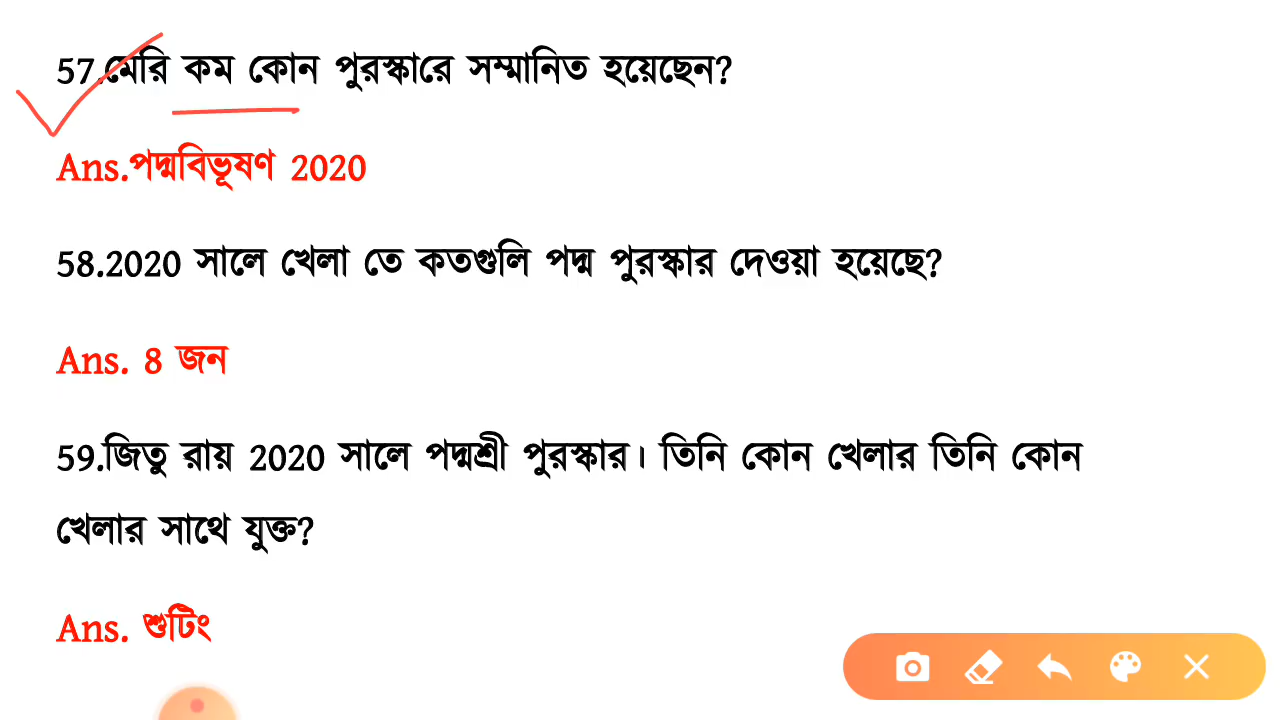 57.মেরি কম কোন পুরস্কারে সম্মানিত হয়েছেন?
Ans.পদ্মবিভূষণ 2020
58.2020 সালে খেলা তে কতগুলি পদ্ম পুরস্কার দেওয়া হয়েছে?
Ans. 8 জন
59.জিতু রায় 2020 সালে পদ্মশ্রী পুরস্কার। তিনি কোন খেলার তিনি কোন
খেলার সাথে যুক্ত?
Ans. শুটিং